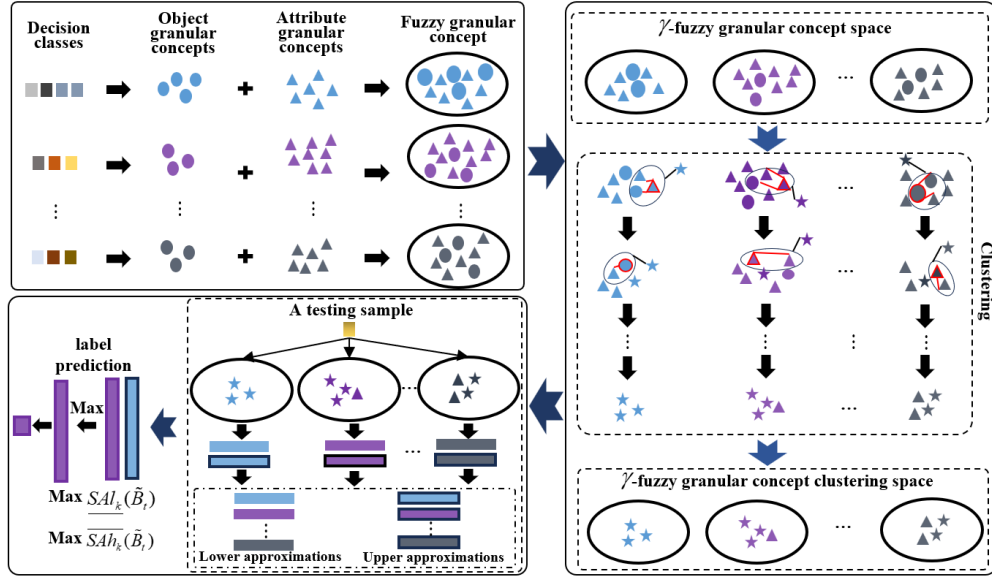 Decision
classes
Object
granular
concepts
Attribute
granular
concepts
Fuzzy granular
concept
+
+
+
γ-fuzzy granular concept space
...
Clustering
...
...
...
...
γ-fuzzy granular concept clustering space
...
A testing sample
...
...
Lower approximations
Upper approximations
label
prediction
Max
Max SAl_k(B̃_t)
Max SAh_k(B̃_t)